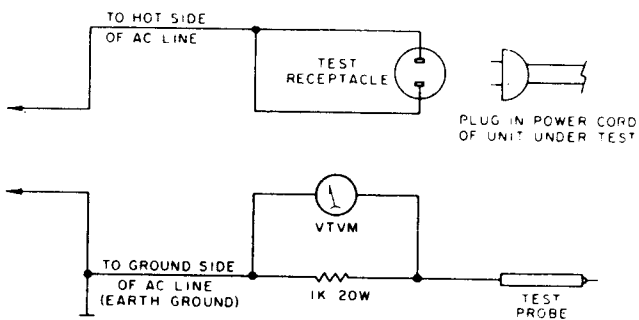 TO HOT SIDE
OF AC LINE
TEST
RECEPTACLE
PLUG IN POWER CORD
OF UNIT UNDER TEST
VTVM
TO GROUND SIDE
OF AC LINE
(EARTH GROUND)
1K 20W
TEST
PROBE